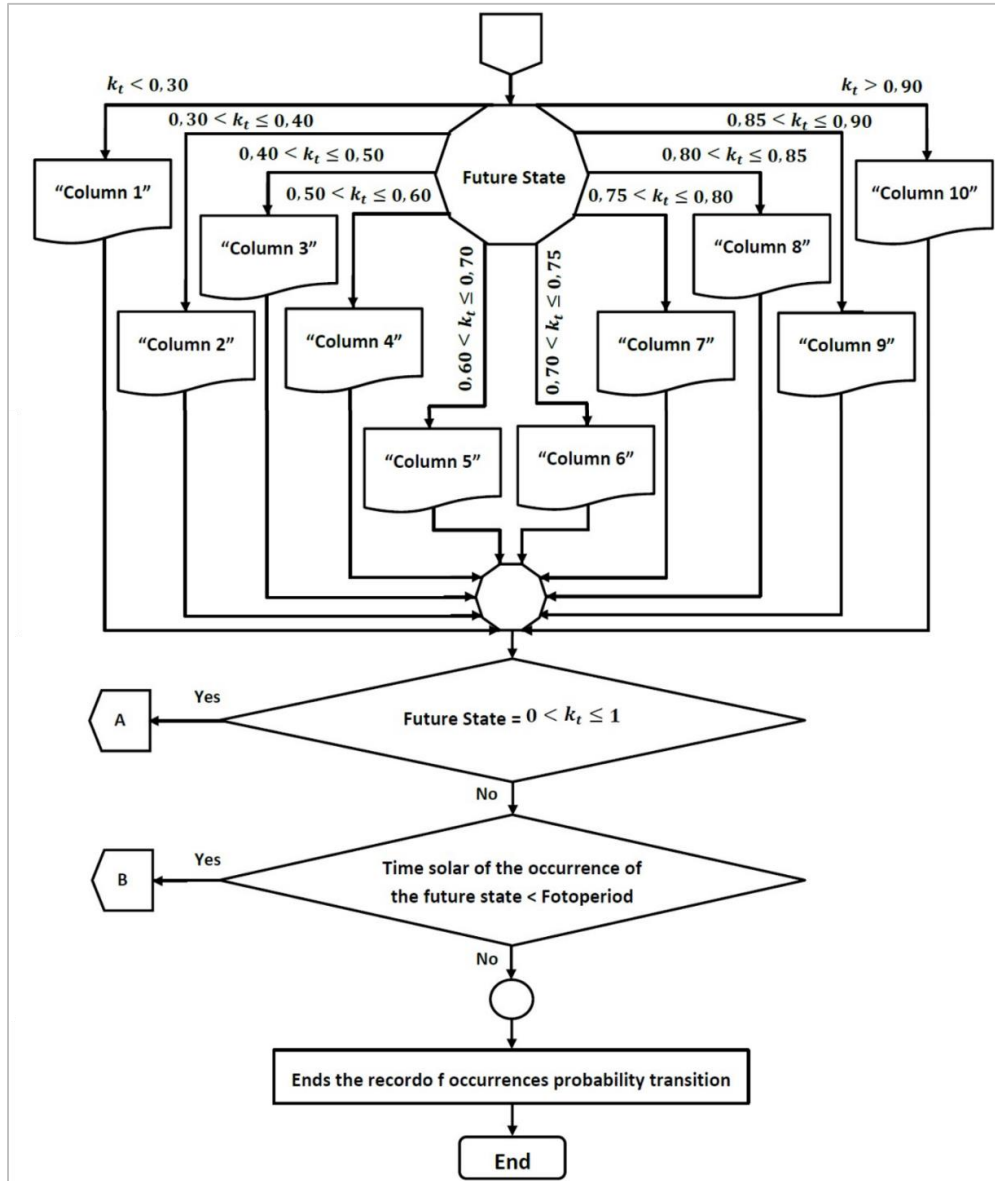 k_t < 0,30
k_t > 0,90
0,30 < k_t ≤ 0,40
0,85 < k_t ≤ 0,90
0,40 < k_t ≤ 0,50
0,80 < k_t ≤ 0,85
0,50 < k_t ≤ 0,60
0,75 < k_t ≤ 0,80
Future State
"Column 1"
"Column 10"
"Column 3"
"Column 8"
0,60 < k_t ≤ 0,70
0,70 < k_t ≤ 0,75
"Column 2"
"Column 4"
"Column 7"
"Column 9"
"Column 5"
"Column 6"
Yes
A
Future State = 0 < k_t ≤ 1
No
Yes
B
Time solar of the occurrence of
the future state < Fotoperiod
No
Ends the recordo f occurrences probability transition
End